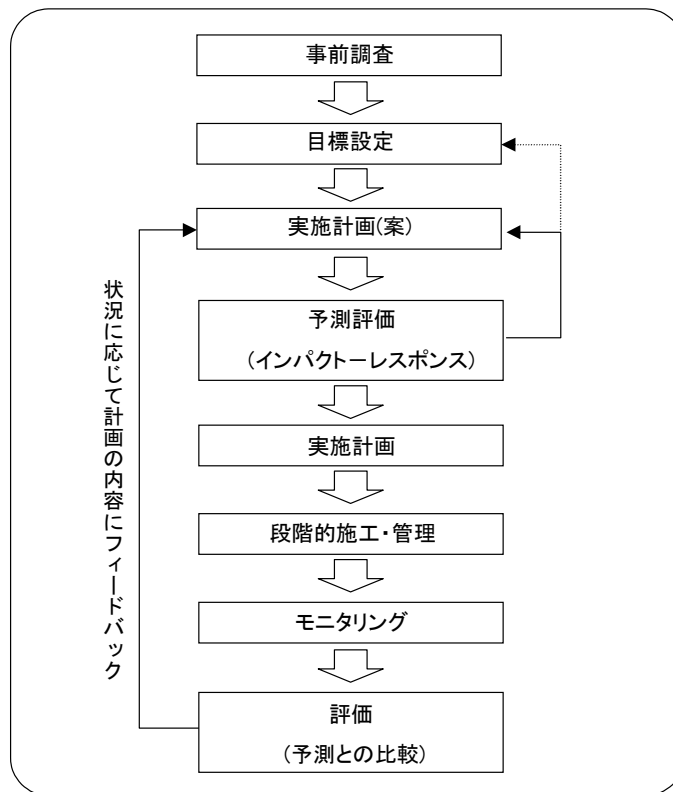 事前調査
目標設定
実施計画(案)
予測評価
(インパクトーレスポンス)
実施計画
段階的施工・管理
モニタリング
評価
(予測との比較)
状況に応じて計画の内容にフィードバック